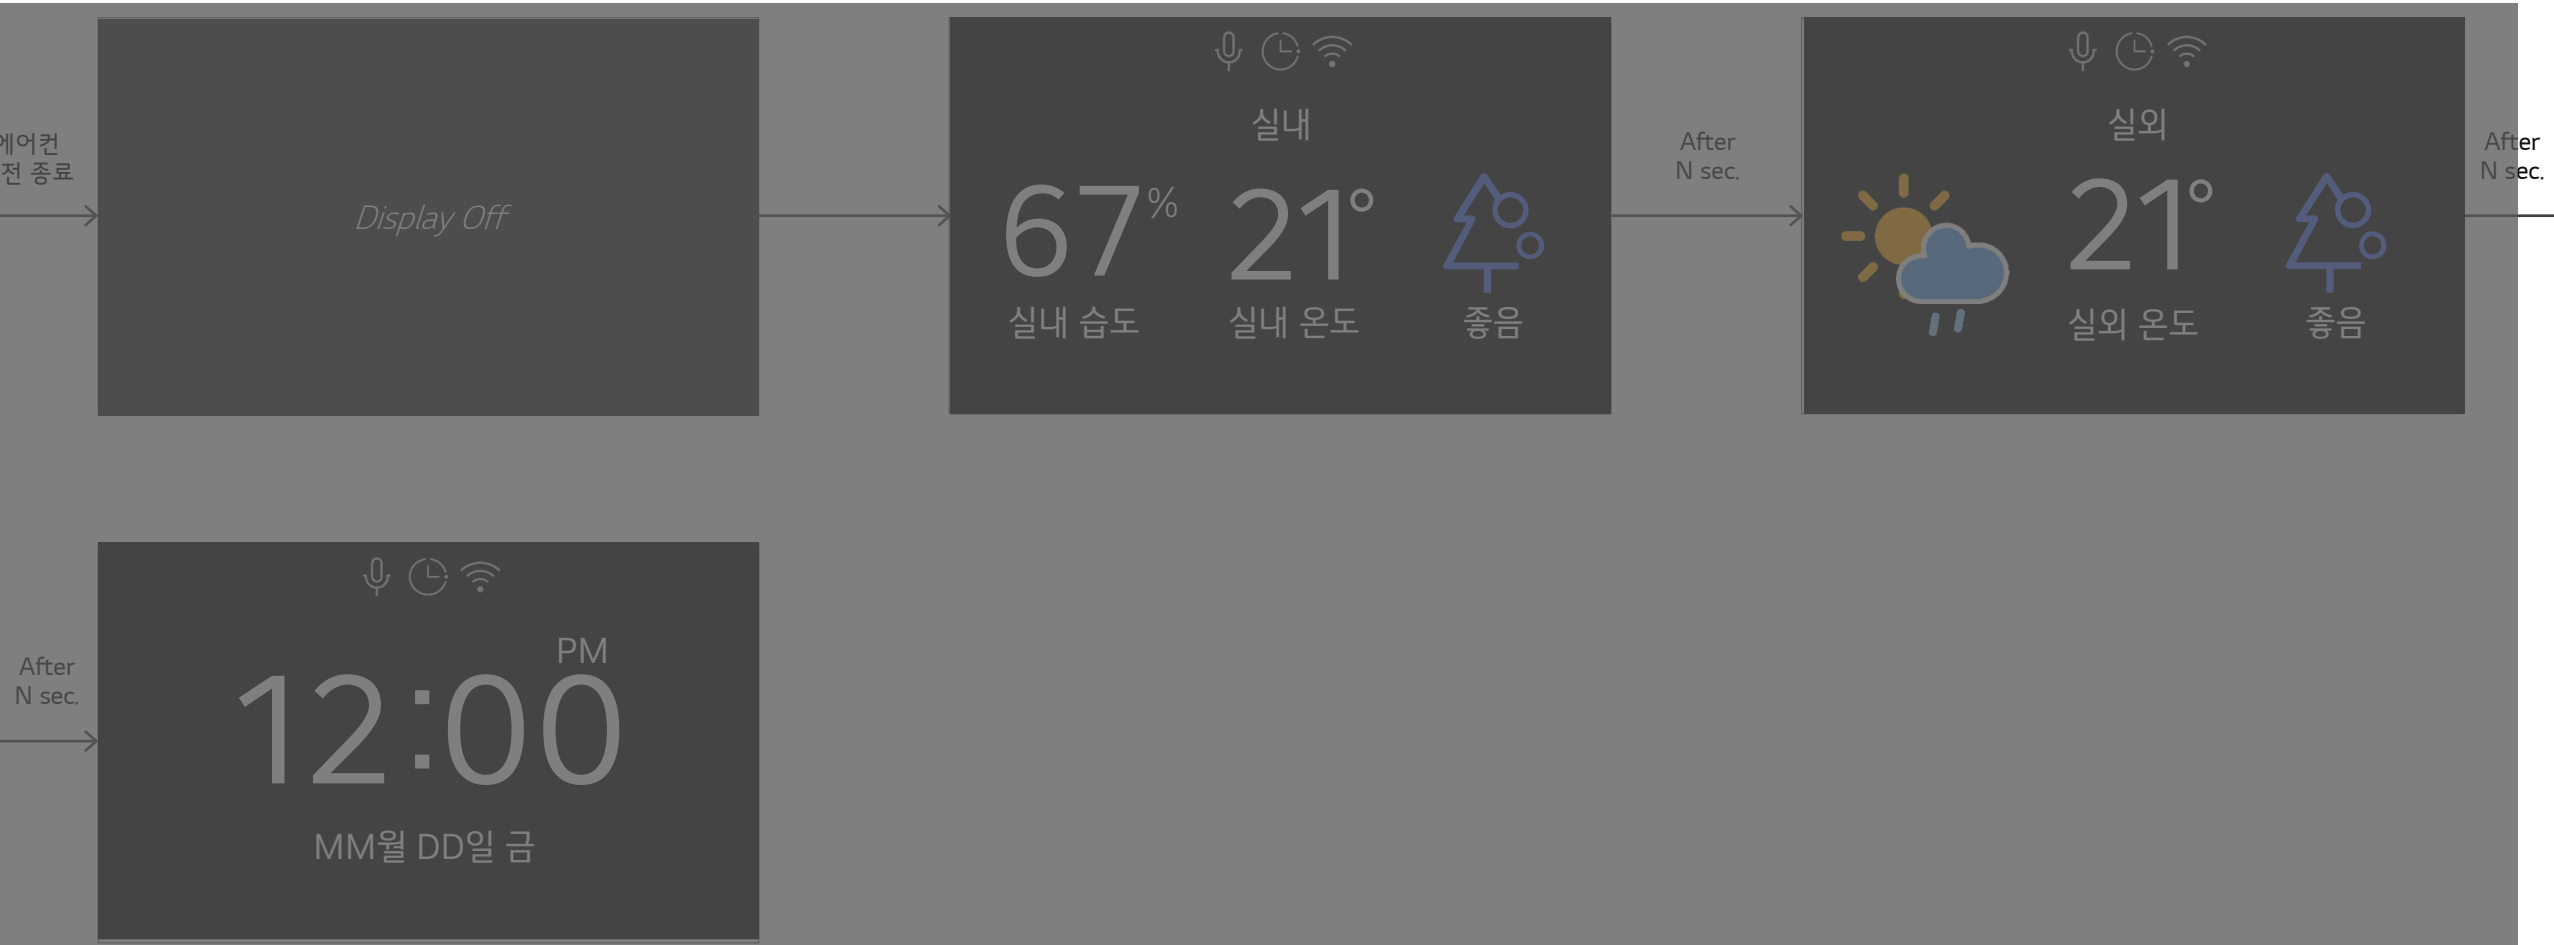 에어컨
전 종료
Display Off
실내
67%
21°
실내 습도
실내 온도
좋음
After
N sec.
실외
21°
실외 온도
좋음
After
N sec.
After
N sec.
PM
12:00
MM월 DD일 금